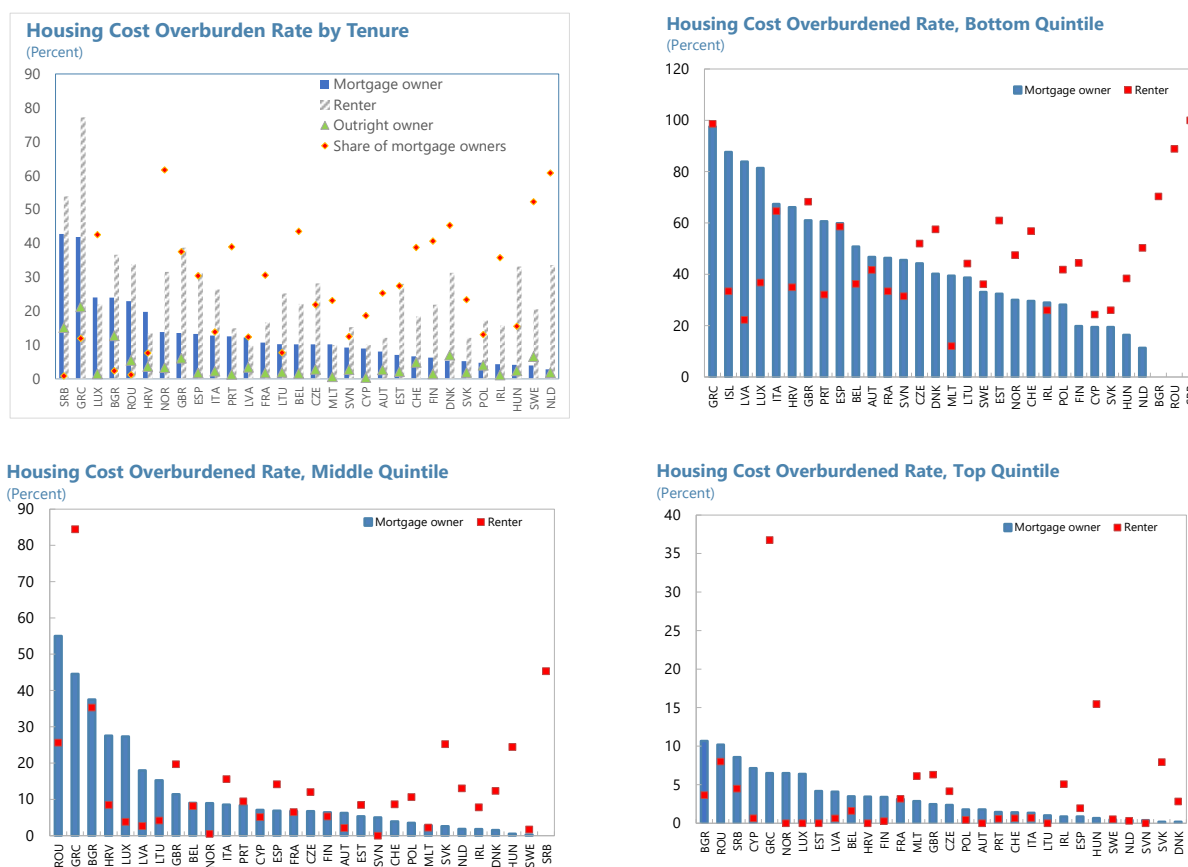 Housing Cost Overburden Rate by Tenure
(Percent)
90
80
70
60
50
40
30
20
10
0
Mortgage owner
Renter
Outright owner
Share of mortgage owners
SRB GRC LUX BGR ROU HRV NOR GBR ESP ITA PRT LVA FRA LTU BEL CZE MLT SVN CYP AUT EST CHE FIN DNK SVK POL IRL HUN SWE NLD
Housing Cost Overburdened Rate, Bottom Quintile
(Percent)
120
100
80
60
40
20
0
Mortgage owner Renter
GRC ISL LVA LUX ITA HRV GBR PRT ESP BEL AUT FRA SVN CZE DNK MLT LTU SWE EST NOR CHE IRL POL FIN CYP SVK HUN NLD BGR ROU
Housing Cost Overburdened Rate, Middle Quintile
(Percent)
90
80
70
60
50
40
30
20
10
0
Mortgage owner Renter
ROU GRC BGR HRV LUX LVA LTU GBR BEL NOR ITA PRT CYP ESP FRA CZE FIN AUT EST SVN CHE POL MLT SVK NLD IRL DNK HUN SWE SRB
Housing Cost Overburdened Rate, Top Quintile
(Percent)
40
35
30
25
20
15
10
5
0
Mortgage owner Renter
BGR ROU SRB CYP GRC NOR LUX EST LVA BEL HRV FIN FRA MLT GBR CZE POL AUT PRT CHE ITA LTU IRL ESP HUN SWE NLD SVN SVK DNK